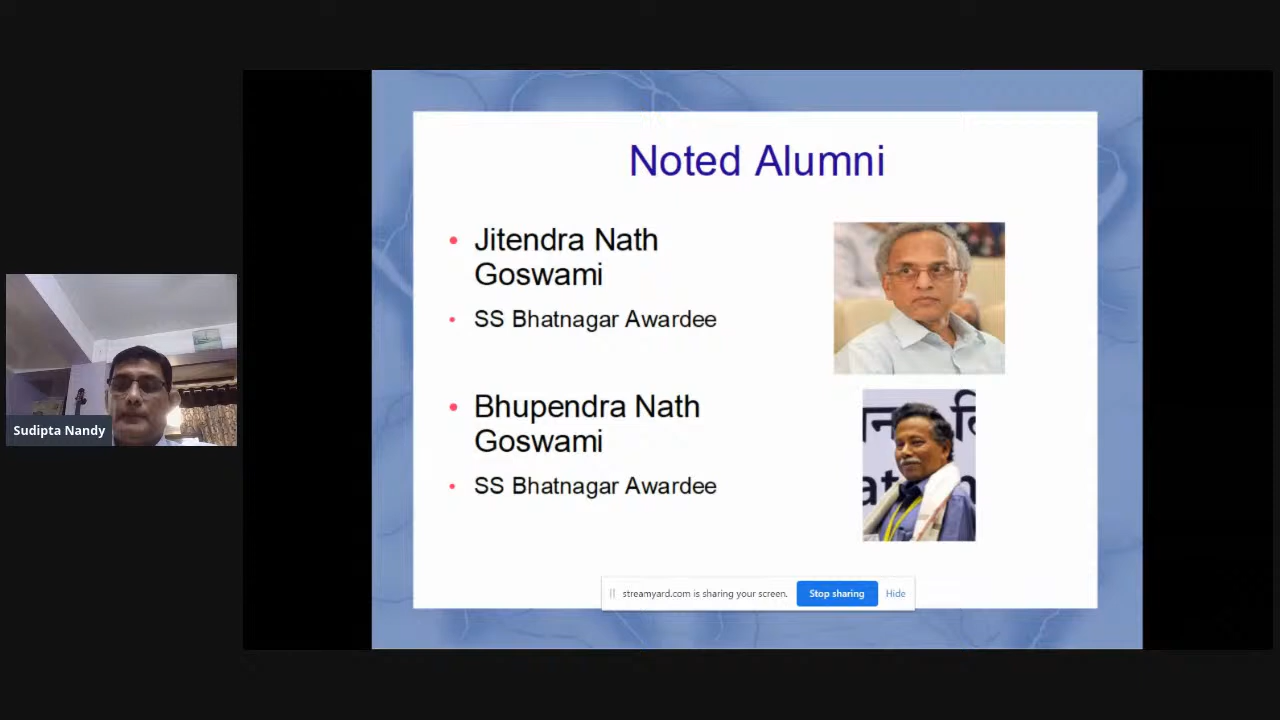 Noted Alumni
• Jitendra Nath
Goswami
• SS Bhatnagar Awardee
• Bhupendra Nath
Goswami
• SS Bhatnagar Awardee
Sudipta Nandy
streamyard.com is sharing your screen. Stop sharing Hide